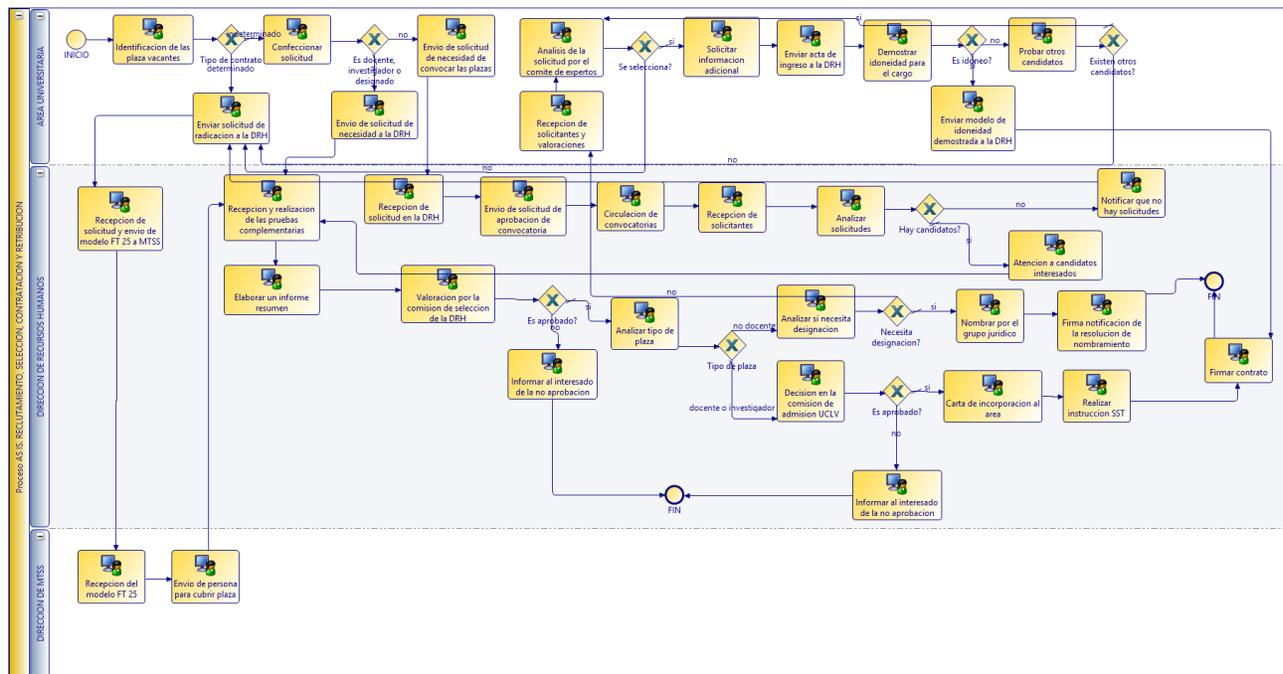 Proceso AS IS. RECLUTAMIENTO, SELECCION, CONTRATACION Y RETRIBUCION
AREA UNIVERSITARIA
INICIO
Identificacion de las
plaza vacantes
indeterminado
Tipo de contrato
determinado
Confeccionar
solicitud
Es docente,
investigador o
designado
no
si
Envio de solicitud
de necesidad de
convocar las plazas
Enviar solicitud de
radicacion a la DRH
Envio de solicitud de
necesidad a la DRH
Analisis de la
solicitud por el
comite de expertos
Se selecciona?
si
Solicitar
informacion
adicional
Enviar acta de
ingreso a la DRH
Demostrar
idoneidad para
el cargo
si
Es idoneo?
no
si
Probar otros
candidatos
Existen otros
candidatos?
Recepcion de
solicitantes y
valoraciones
Enviar modelo de
idoneidad
demostrada a la DRH
no
no
DIRECCION DE RECURSOS HUMANOS
Recepcion de
solicitud y envio de
modelo FT 25 a MTSS
Recepcion y realizacion
de las pruebas
complementarias
Recepcion de
solicitud en la DRH
Envio de solicitud de
aprobacion de
convocatoria
Circulacion de
convocatorias
Recepcion de
solicitantes
Analizar
solicitudes
Hay candidatos?
no
si
Notificar que no
hay solicitudes
Atencion a candidatos
interesados
Elaborar un informe
resumen
Valoracion por la
comision de seleccion
de la DRH
Es aprobado?
si
no
Analizar tipo de
plaza
no
Tipo de plaza
no docente
docente o investigador
Analizar si necesita
designacion
Necesita
designacion?
si
Nombrar por el
grupo juridico
Firma notificacion de
la resolucion de
nombramiento
FIN
Informar al interesado
de la no aprobacion
Decision en la
comision de
admision UCLV
Es aprobado?
si
no
Carta de incorporacion al
area
Realizar
instruccion SST
Firmar contrato
FIN
Informar al interesado
de la no aprobacion
DIRECCION DE MTSS
Recepcion del
modelo FT 25
Envio de persona
para cubrir plaza